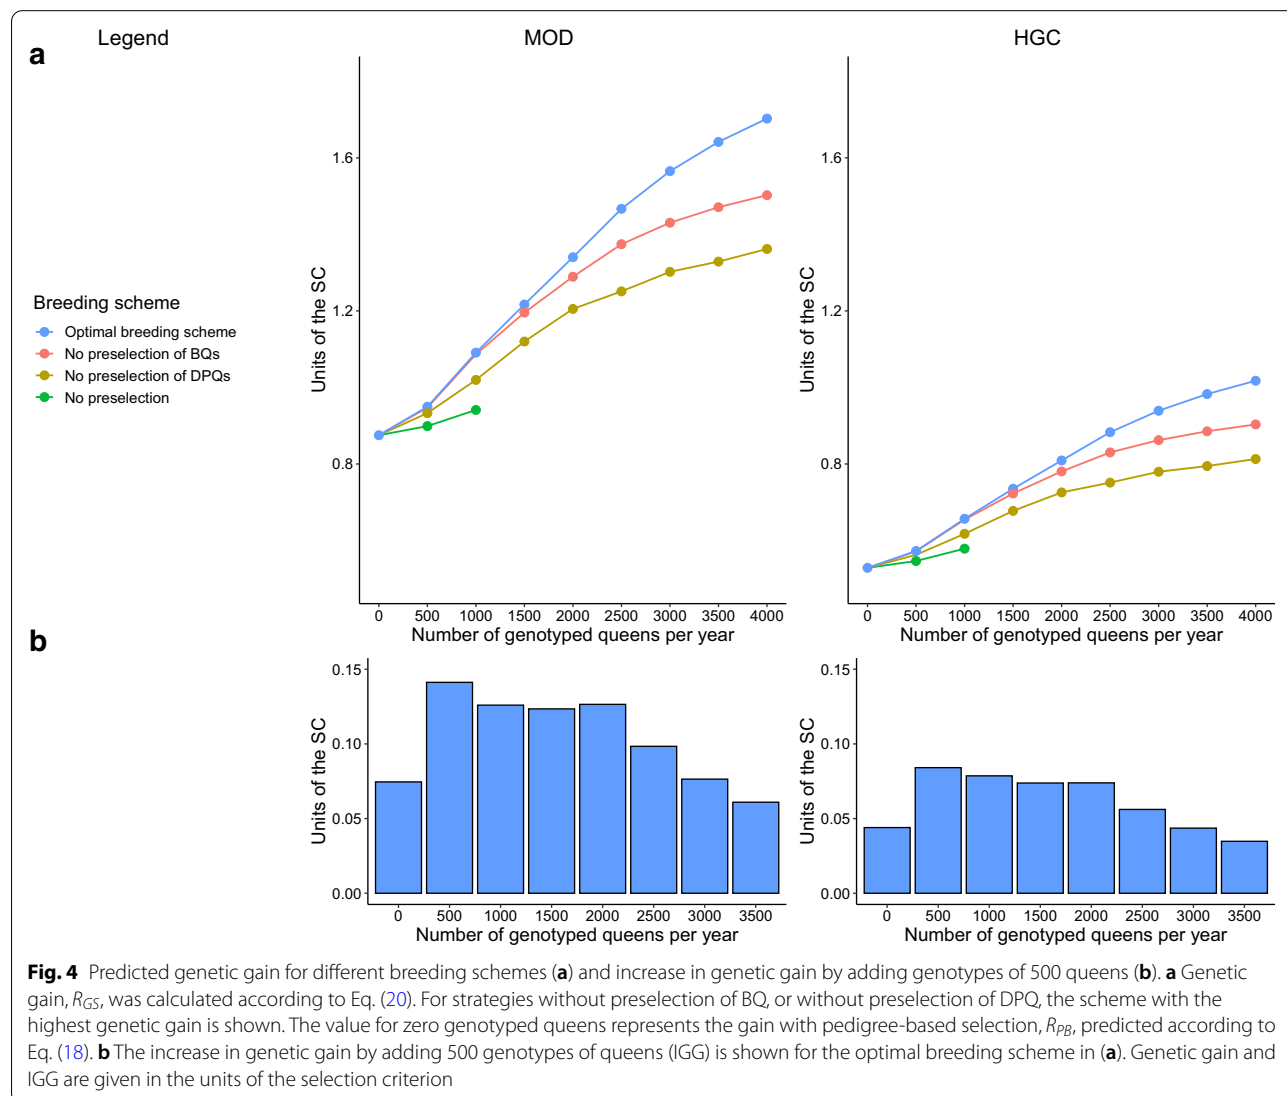 Legend
MOD
HGC
a
Units of the SC
1.6
1.2
0.8
0 500 1000 1500 2000 2500 3000 3500 4000
Number of genotyped queens per year
Units of the SC
1.6
1.2
0.8
0 500 1000 1500 2000 2500 3000 3500 4000
Number of genotyped queens per year
Breeding scheme
Optimal breeding scheme
No preselection of BQs
No preselection of DPQs
No preselection
b
Units of the SC
0.15
0.10
0.05
0.00
0 500 1000 1500 2000 2500 3000 3500
Number of genotyped queens per year
Units of the SC
0.15
0.10
0.05
0.00
0 500 1000 1500 2000 2500 3000 3500
Number of genotyped queens per year
Fig. 4 Predicted genetic gain for different breeding schemes (a) and increase in genetic gain by adding genotypes of 500 queens (b). a Genetic
gain, R_GS, was calculated according to Eq. (20). For strategies without preselection of BQ, or without preselection of DPQ, the scheme with the
highest genetic gain is shown. The value for zero genotyped queens represents the gain with pedigree-based selection, R_PB, predicted according to
Eq. (18). b The increase in genetic gain by adding 500 genotypes of queens (IGG) is shown for the optimal breeding scheme in (a). Genetic gain and
IGG are given in the units of the selection criterion